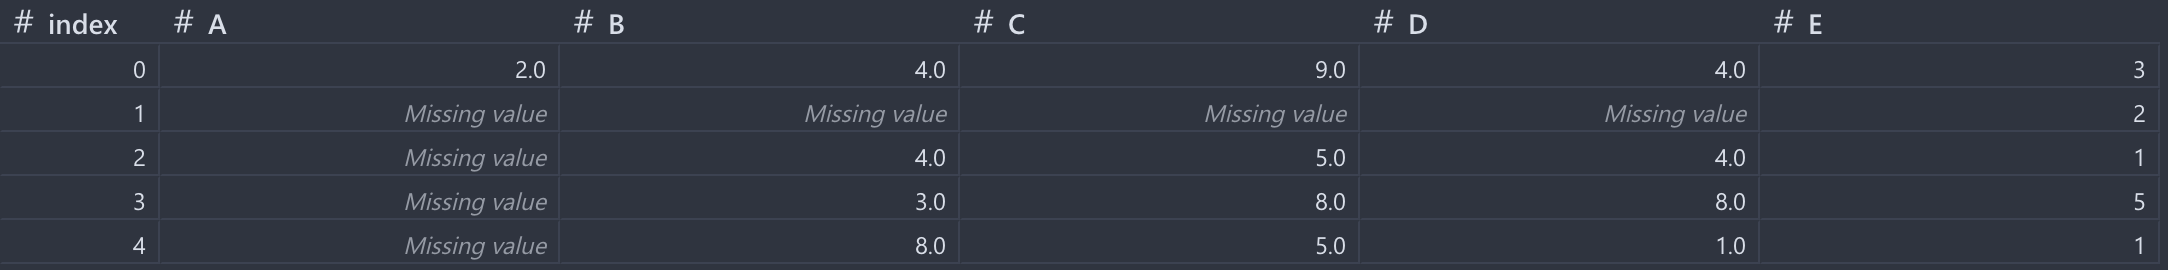 # index # A # B # C # D # E
0 2.0 4.0 9.0 4.0 3
1 Missing value Missing value Missing value Missing value 2
2 Missing value 4.0 5.0 4.0 1
3 Missing value 3.0 8.0 8.0 5
4 Missing value 8.0 5.0 1.0 1